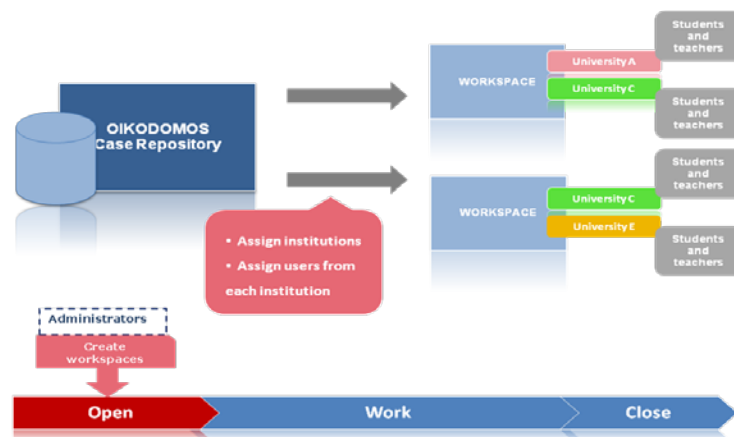 Students
and
teachers
University A
WORKSPACE
University C
OIKODOMOS
Case Repository
Students
and
teachers
Students
and
teachers
University C
WORKSPACE
University E
Students
and
teachers
• Assign institutions
• Assign users from
each institution
Administrators
Create
workspaces
Open
Work
Close